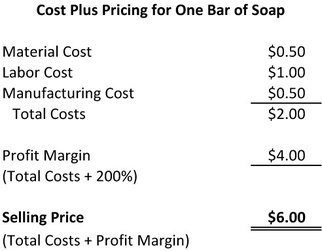 Cost Plus Pricing for One Bar of Soap
Material Cost $0.50
Labor Cost $1.00
Manufacturing Cost $0.50
Total Costs $2.00
Profit Margin $4.00
(Total Costs + 200%)
Selling Price $6.00
(Total Costs + Profit Margin)